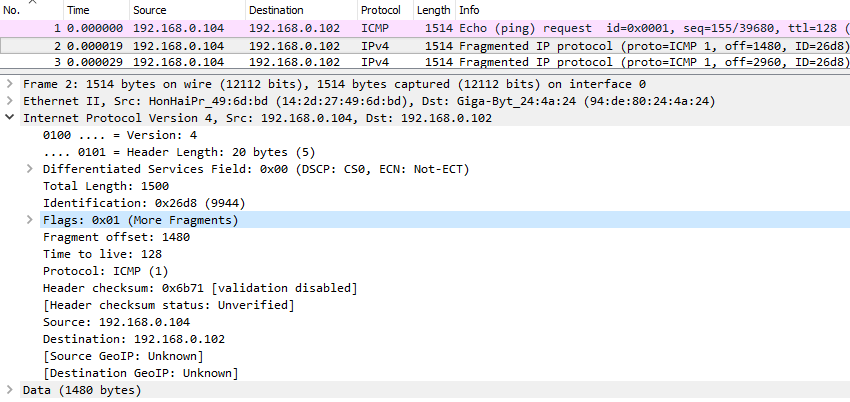 No. Time Source Destination Protocol Length Info
1 0.000000 192.168.0.104 192.168.0.102 ICMP 1514 Echo (ping) request id=0x0001, seq=155/39680, ttl=128 (
2 0.000019 192.168.0.104 192.168.0.102 IPv4 1514 Fragmented IP protocol (proto=ICMP 1, off=1480, ID=26d8)
3 0.000029 192.168.0.104 192.168.0.102 IPv4 1514 Fragmented IP protocol (proto=ICMP 1, off=2960, ID=26d8)
Frame 2: 1514 bytes on wire (12112 bits), 1514 bytes captured (12112 bits) on interface 0
Ethernet II, Src: HonHaiPr_49:6d:bd (14:2d:27:49:6d:bd), Dst: Giga-Byt_24:4a:24 (94:de:80:24:4a:24)
Internet Protocol Version 4, Src: 192.168.0.104, Dst: 192.168.0.102
0100 .... = Version: 4
.... 0101 = Header Length: 20 bytes (5)
Differentiated Services Field: 0x00 (DSCP: CS0, ECN: Not-ECT)
Total Length: 1500
Identification: 0x26d8 (9944)
Flags: 0x01 (More Fragments)
Fragment offset: 1480
Time to live: 128
Protocol: ICMP (1)
Header checksum: 0x6b71 [validation disabled]
[Header checksum status: Unverified]
Source: 192.168.0.104
Destination: 192.168.0.102
[Source GeoIP: Unknown]
[Destination GeoIP: Unknown]
Data (1480 bytes)